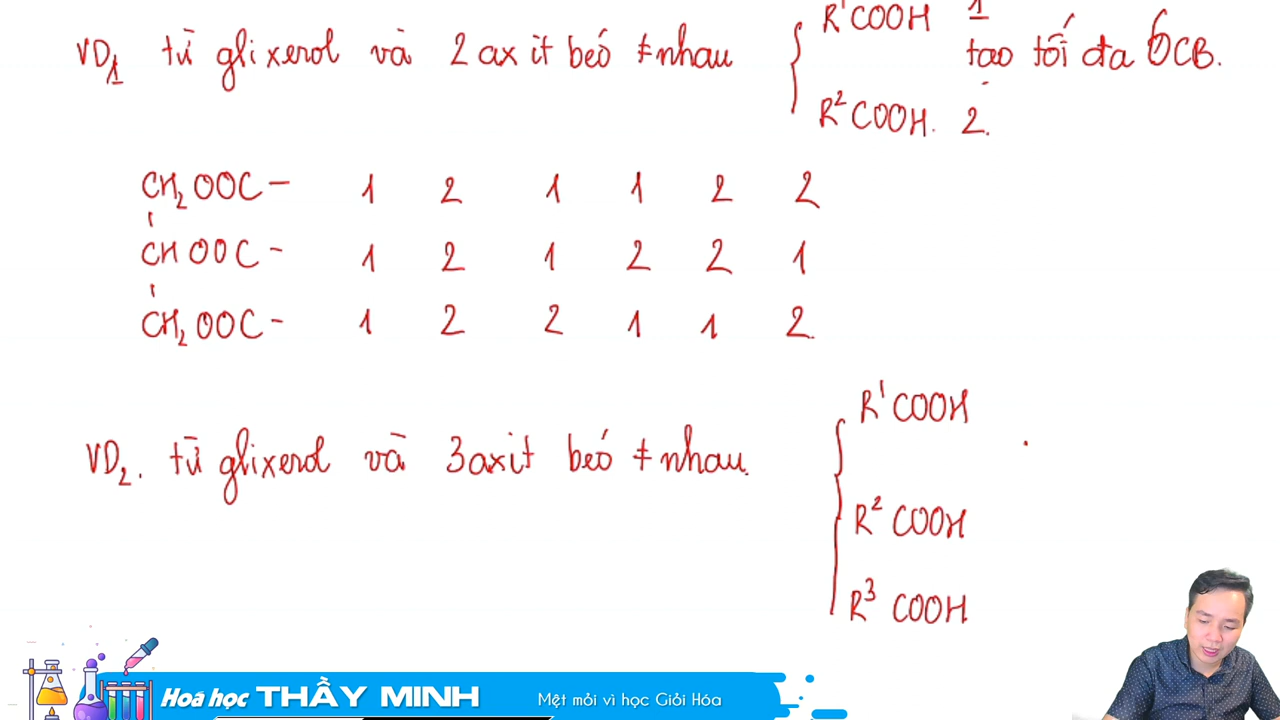 R¹COOH 1
VD₁ từ glixerol và 2 axit béo ≠ nhau tạo tối đa 6 CB.
R²COOH. 2.
CH₂OOC– 1 2 1 1 2 2
CHOOC– 1 2 1 2 2 1
CH₂OOC– 1 2 2 1 1 2.
R¹COOH
VD₂. từ glixerol và 3 axit béo ≠ nhau.
R²COOH
R³COOH
Hoá học THẦY MINH Mệt mỏi vì học Giỏi Hóa